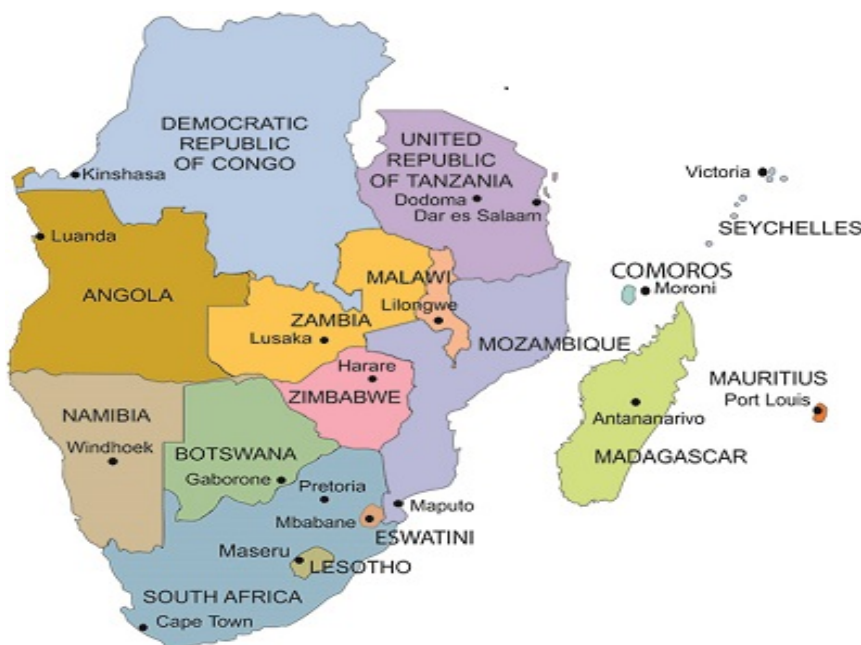 DEMOCRATIC
REPUBLIC
OF CONGO
Kinshasa
UNITED
REPUBLIC
OF TANZANIA
Dodoma
Dar es Salaam
Victoria
SEYCHELLES
Luanda
ANGOLA
MALAWI
Lilongwe
ZAMBIA
Lusaka
COMOROS
Moroni
MOZAMBIQUE
Harare
ZIMBABWE
MAURITIUS
Port Louis
Antananarivo
MADAGASCAR
NAMIBIA
Windhoek
BOTSWANA
Gaborone
Pretoria
Maputo
Mbabane
ESWATINI
Maseru
LESOTHO
SOUTH AFRICA
Cape Town